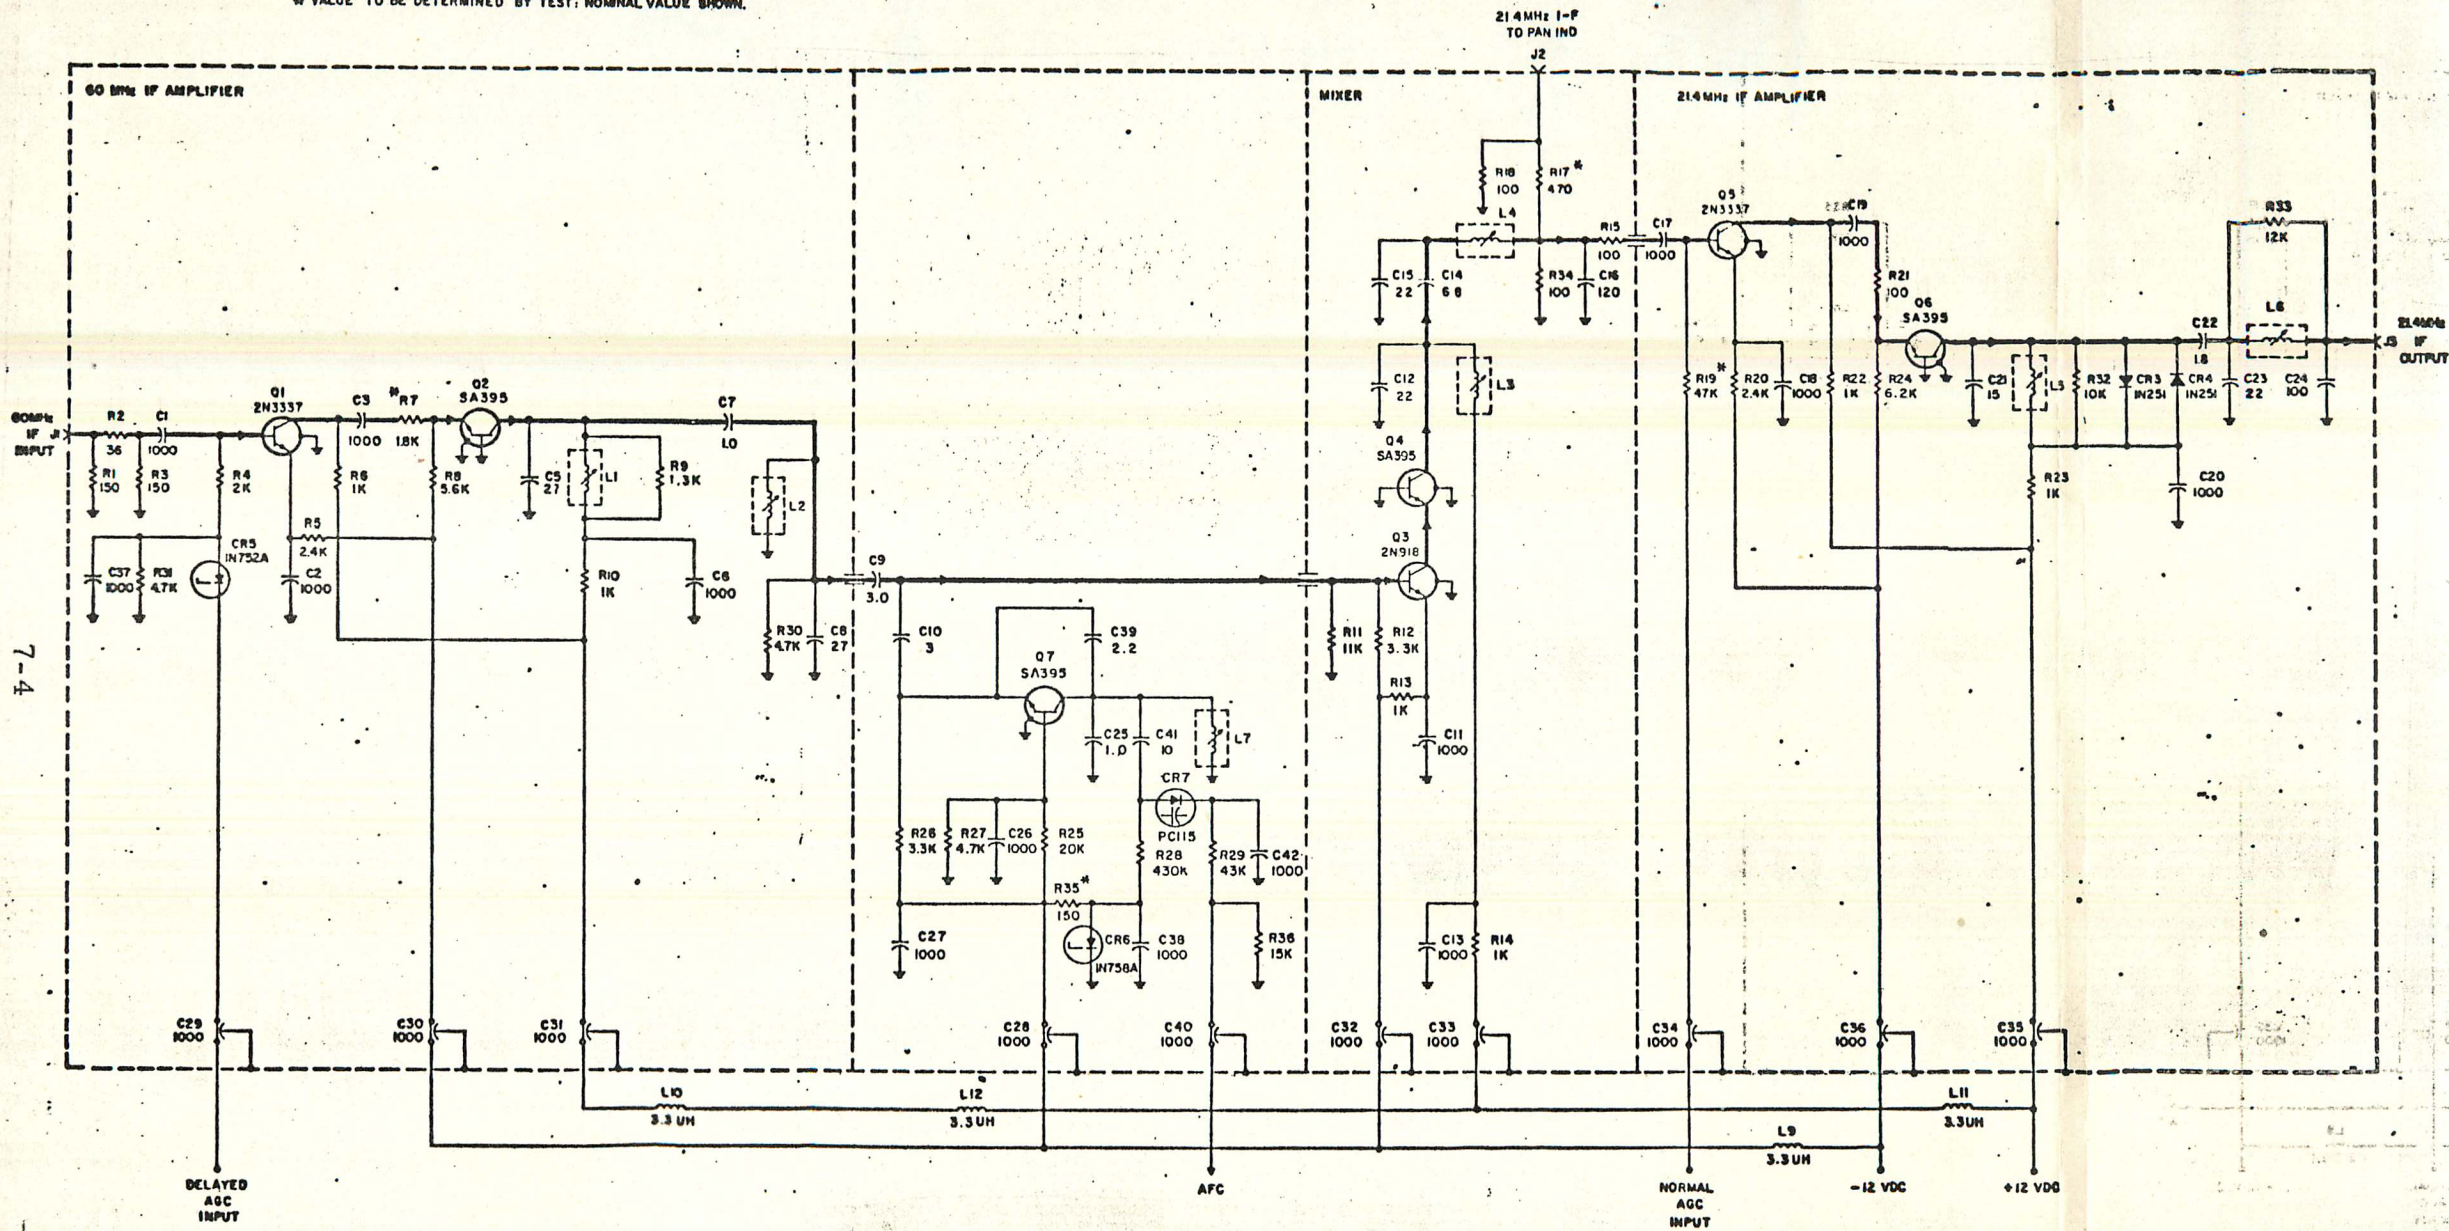 * VALUE TO BE DETERMINED BY TEST; NOMINAL VALUE SHOWN.
21.4MHz I-F
TO PAN IND
J2
60 MHz IF AMPLIFIER
MIXER
21.4MHz IF AMPLIFIER
60MHz
IF J1
INPUT
R2
36
C1
1000
R1
150
R3
150
R4
2K
Q1
2N3337
C3
1000
*R7
1.8K
Q2
SA395
R6
1K
R8
5.6K
C5
27
L1
R9
1.3K
C7
1.0
L2
R5
2.4K
CR5
1N752A
C37
1000
R31
4.7K
C2
1000
R10
1K
C6
1000
R30
4.7K
C8
27
C9
3.0
C10
3
C39
2.2
Q7
SA395
C25
1.0
C41
10
L7
CR7
PC115
R26
3.3K
R27
4.7K
C26
1000
R25
20K
R28
430K
R29
43K
C42
1000
R35*
150
C27
1000
CR6
1N758A
C38
1000
R36
15K
R18
100
R17*
470
L4
C15
22
C14
68
R34
100
R15
100
C16
120
C17
1000
C12
22
L3
Q4
SA395
Q3
2N918
R11
11K
R12
3.3K
R13
1K
C11
1000
C13
1000
R14
1K
Q5
2N3337
C19
1000
R21
100
Q6
SA395
R19*
47K
R20
2.4K
C18
1000
R22
1K
R24
6.2K
C21
15
L5
R32
10K
CR3
1N251
CR4
1N251
C22
1.8
C23
22
L6
R33
12K
C24
100
21.4MHz
J3 IF
OUTPUT
R23
1K
C20
1000
7-4
C29
1000
C30
1000
C31
1000
C28
1000
C40
1000
C32
1000
C33
1000
C34
1000
C36
1000
C35
1000
L10
3.3UH
L12
3.3UH
L11
3.3UH
L9
3.3UH
DELAYED
AGC
INPUT
AFC
NORMAL
AGC
INPUT
-12 VDC
+12 VDC